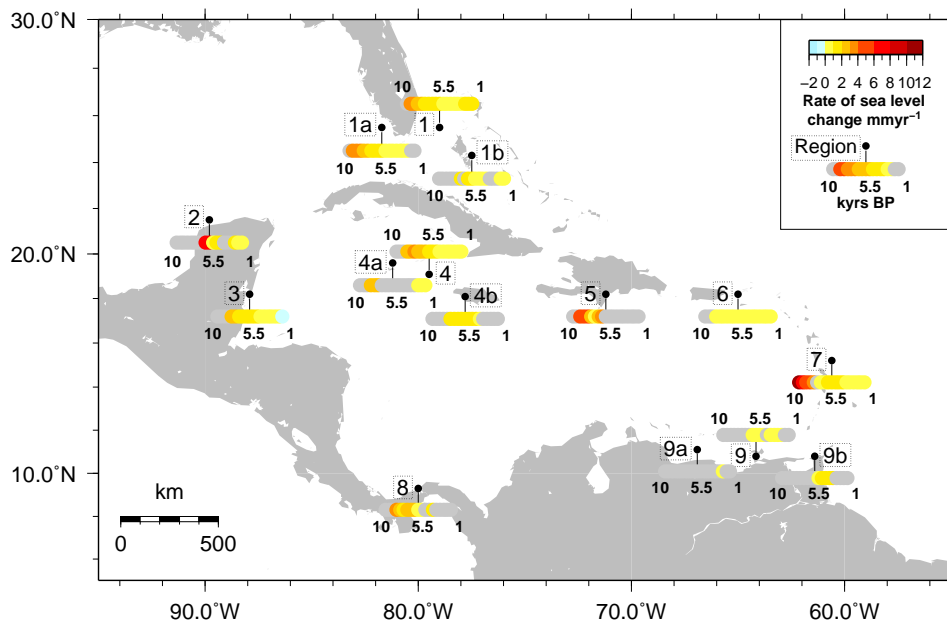 30.0˚N
20.0˚N
10.0˚N
90.0˚W 80.0˚W 70.0˚W 60.0˚W
−2 0 2 4 6 8 10 12
Rate of sea level
change mmyr−1
Region
10 5.5 1
kyrs BP
10 5.5 1
1a 1
10 5.5 1
1b
10 5.5 1
2
10 5.5 1
3
10 5.5 1
10 5.5 1
4a 4
10 5.5 1
4b
10 5.5 1
5
10 5.5 1
6
10 5.5 1
7
10 5.5 1
10 5.5 1
9a 9 9b
10 5.5 1
10 5.5 1
8
10 5.5 1
km
0 500